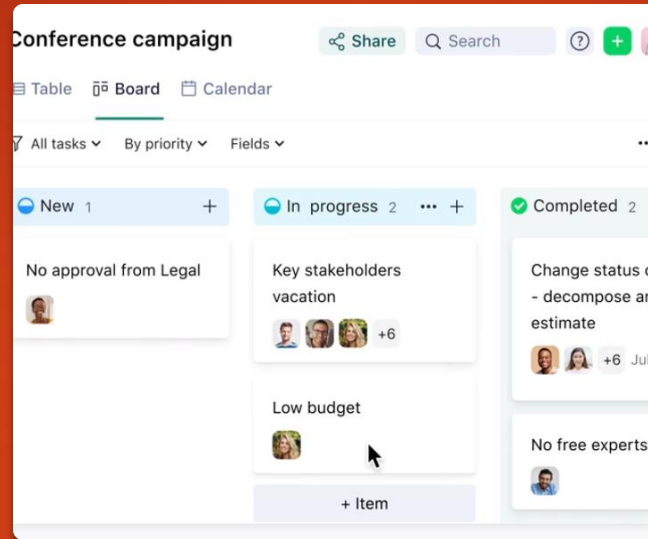 Conference campaign
Share
Search
?
+
Table
Board
Calendar
All tasks
By priority
Fields
New 1
+
In progress 2
+
Completed 2
No approval from Legal
Key stakeholders
vacation
+6
Low budget
+ Item
Change status
- decompose
estimate
+6
No free experts